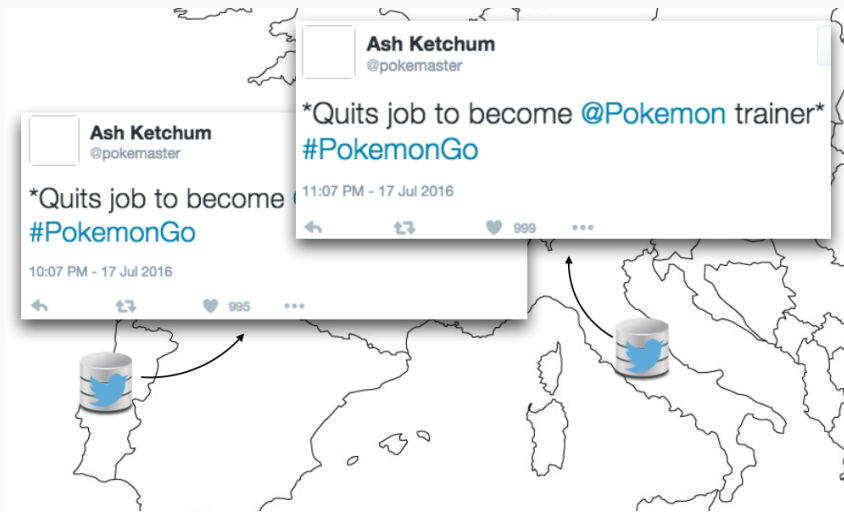 Ash Ketchum
@pokemaster
*Quits job to become
#PokemonGo
10:07 PM - 17 Jul 2016
995
Ash Ketchum
@pokemaster
*Quits job to become @Pokemon trainer*
#PokemonGo
11:07 PM - 17 Jul 2016
999